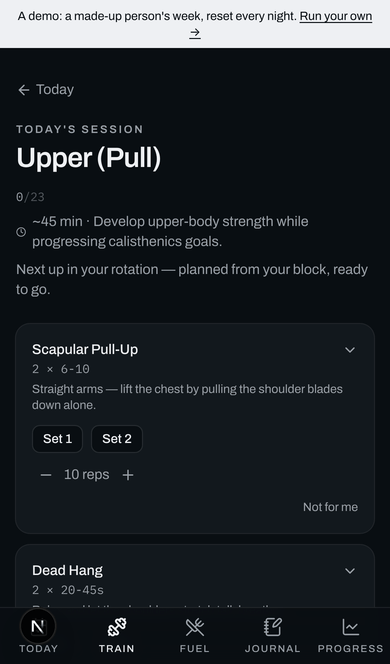 A demo: a made-up person's week, reset every night. Run your own
→
← Today
TODAY'S SESSION
Upper (Pull)
0/23
~45 min · Develop upper-body strength while
progressing calisthenics goals.
Next up in your rotation — planned from your block, ready
to go.
Scapular Pull-Up
2 × 6-10
Straight arms — lift the chest by pulling the shoulder blades
down alone.
Set 1 Set 2
− 10 reps +
Not for me
Dead Hang
2 × 20-45s
N
TODAY TRAIN FUEL JOURNAL PROGRESS